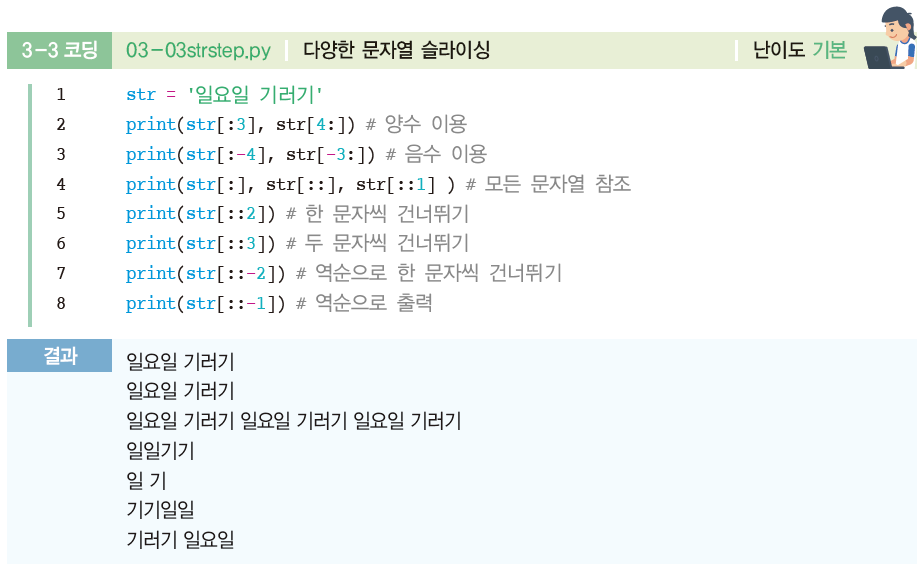 3-3 코딩 03-03strstep.py 다양한 문자열 슬라이싱 난이도 기본
1 str = '일요일 기러기'
2 print(str[:3], str[4:]) # 양수 이용
3 print(str[:-4], str[-3:]) # 음수 이용
4 print(str[:], str[::], str[::1] ) # 모든 문자열 참조
5 print(str[::2]) # 한 문자씩 건너뛰기
6 print(str[::3]) # 두 문자씩 건너뛰기
7 print(str[::-2]) # 역순으로 한 문자씩 건너뛰기
8 print(str[::-1]) # 역순으로 출력
결과 일요일 기러기
일요일 기러기
일요일 기러기 일요일 기러기 일요일 기러기
일일기기
일 기
기기일일
기러기 일요일